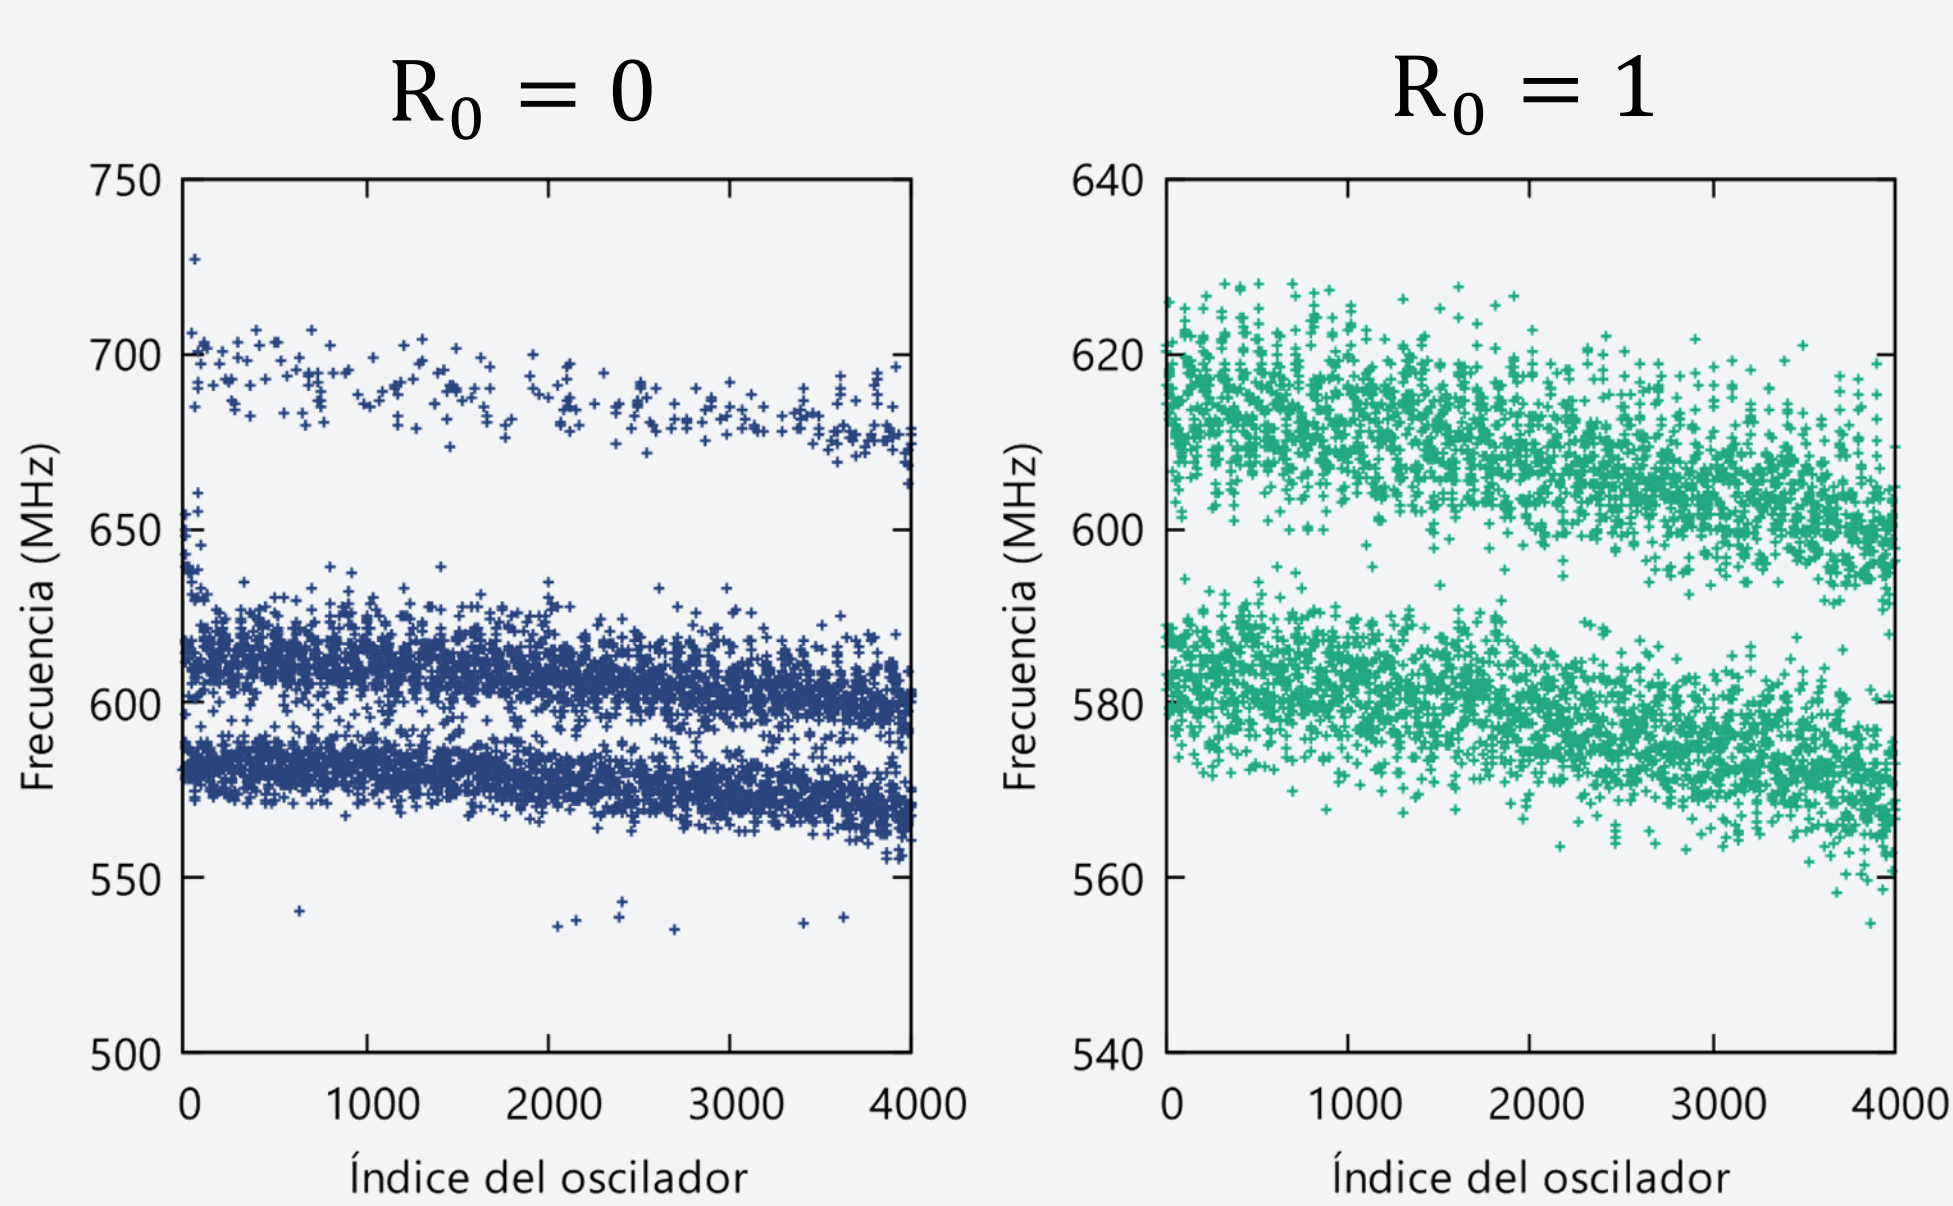 R₀ = 0
750
700
650
600
550
500
Frecuencia (MHz)
0 1000 2000 3000 4000
Índice del oscilador
R₀ = 1
640
620
600
580
560
540
Frecuencia (MHz)
0 1000 2000 3000 4000
Índice del oscilador